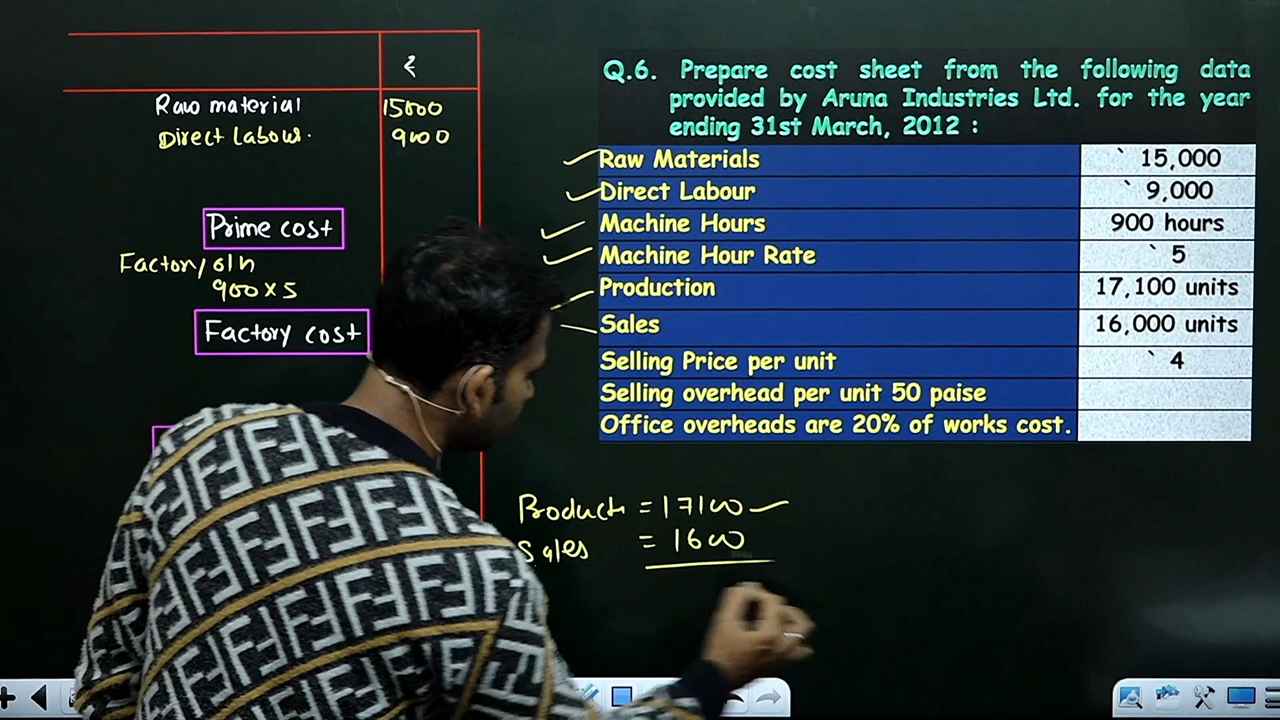 ₹
Raw material 15000
Direct Labour. 9000
Prime cost
Factory o/h
900 x 5
Factory cost
Q.6. Prepare cost sheet from the following data
provided by Aruna Industries Ltd. for the year
ending 31st March, 2012 :
Raw Materials ` 15,000
Direct Labour ` 9,000
Machine Hours 900 hours
Machine Hour Rate ` 5
Production 17,100 units
Sales 16,000 units
Selling Price per unit ` 4
Selling overhead per unit 50 paise
Office overheads are 20% of works cost.
Producti = 17100
Sales = 16000